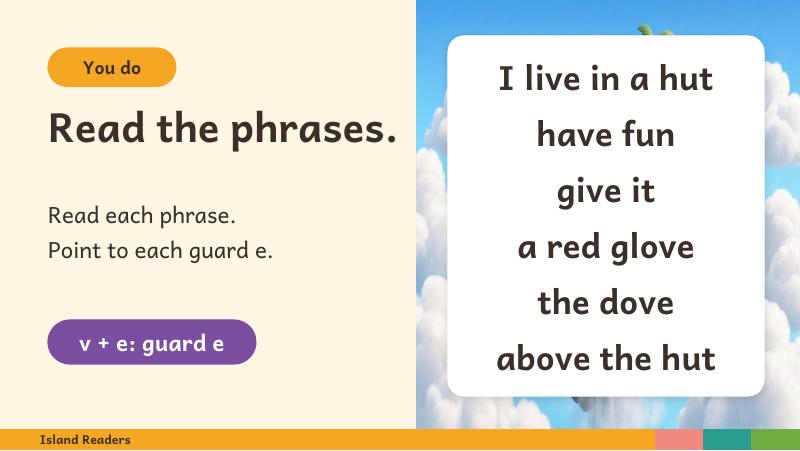 You do
Read the phrases.
Read each phrase.
Point to each guard e.
v + e: guard e
I live in a hut
have fun
give it
a red glove
the dove
above the hut
Island Readers